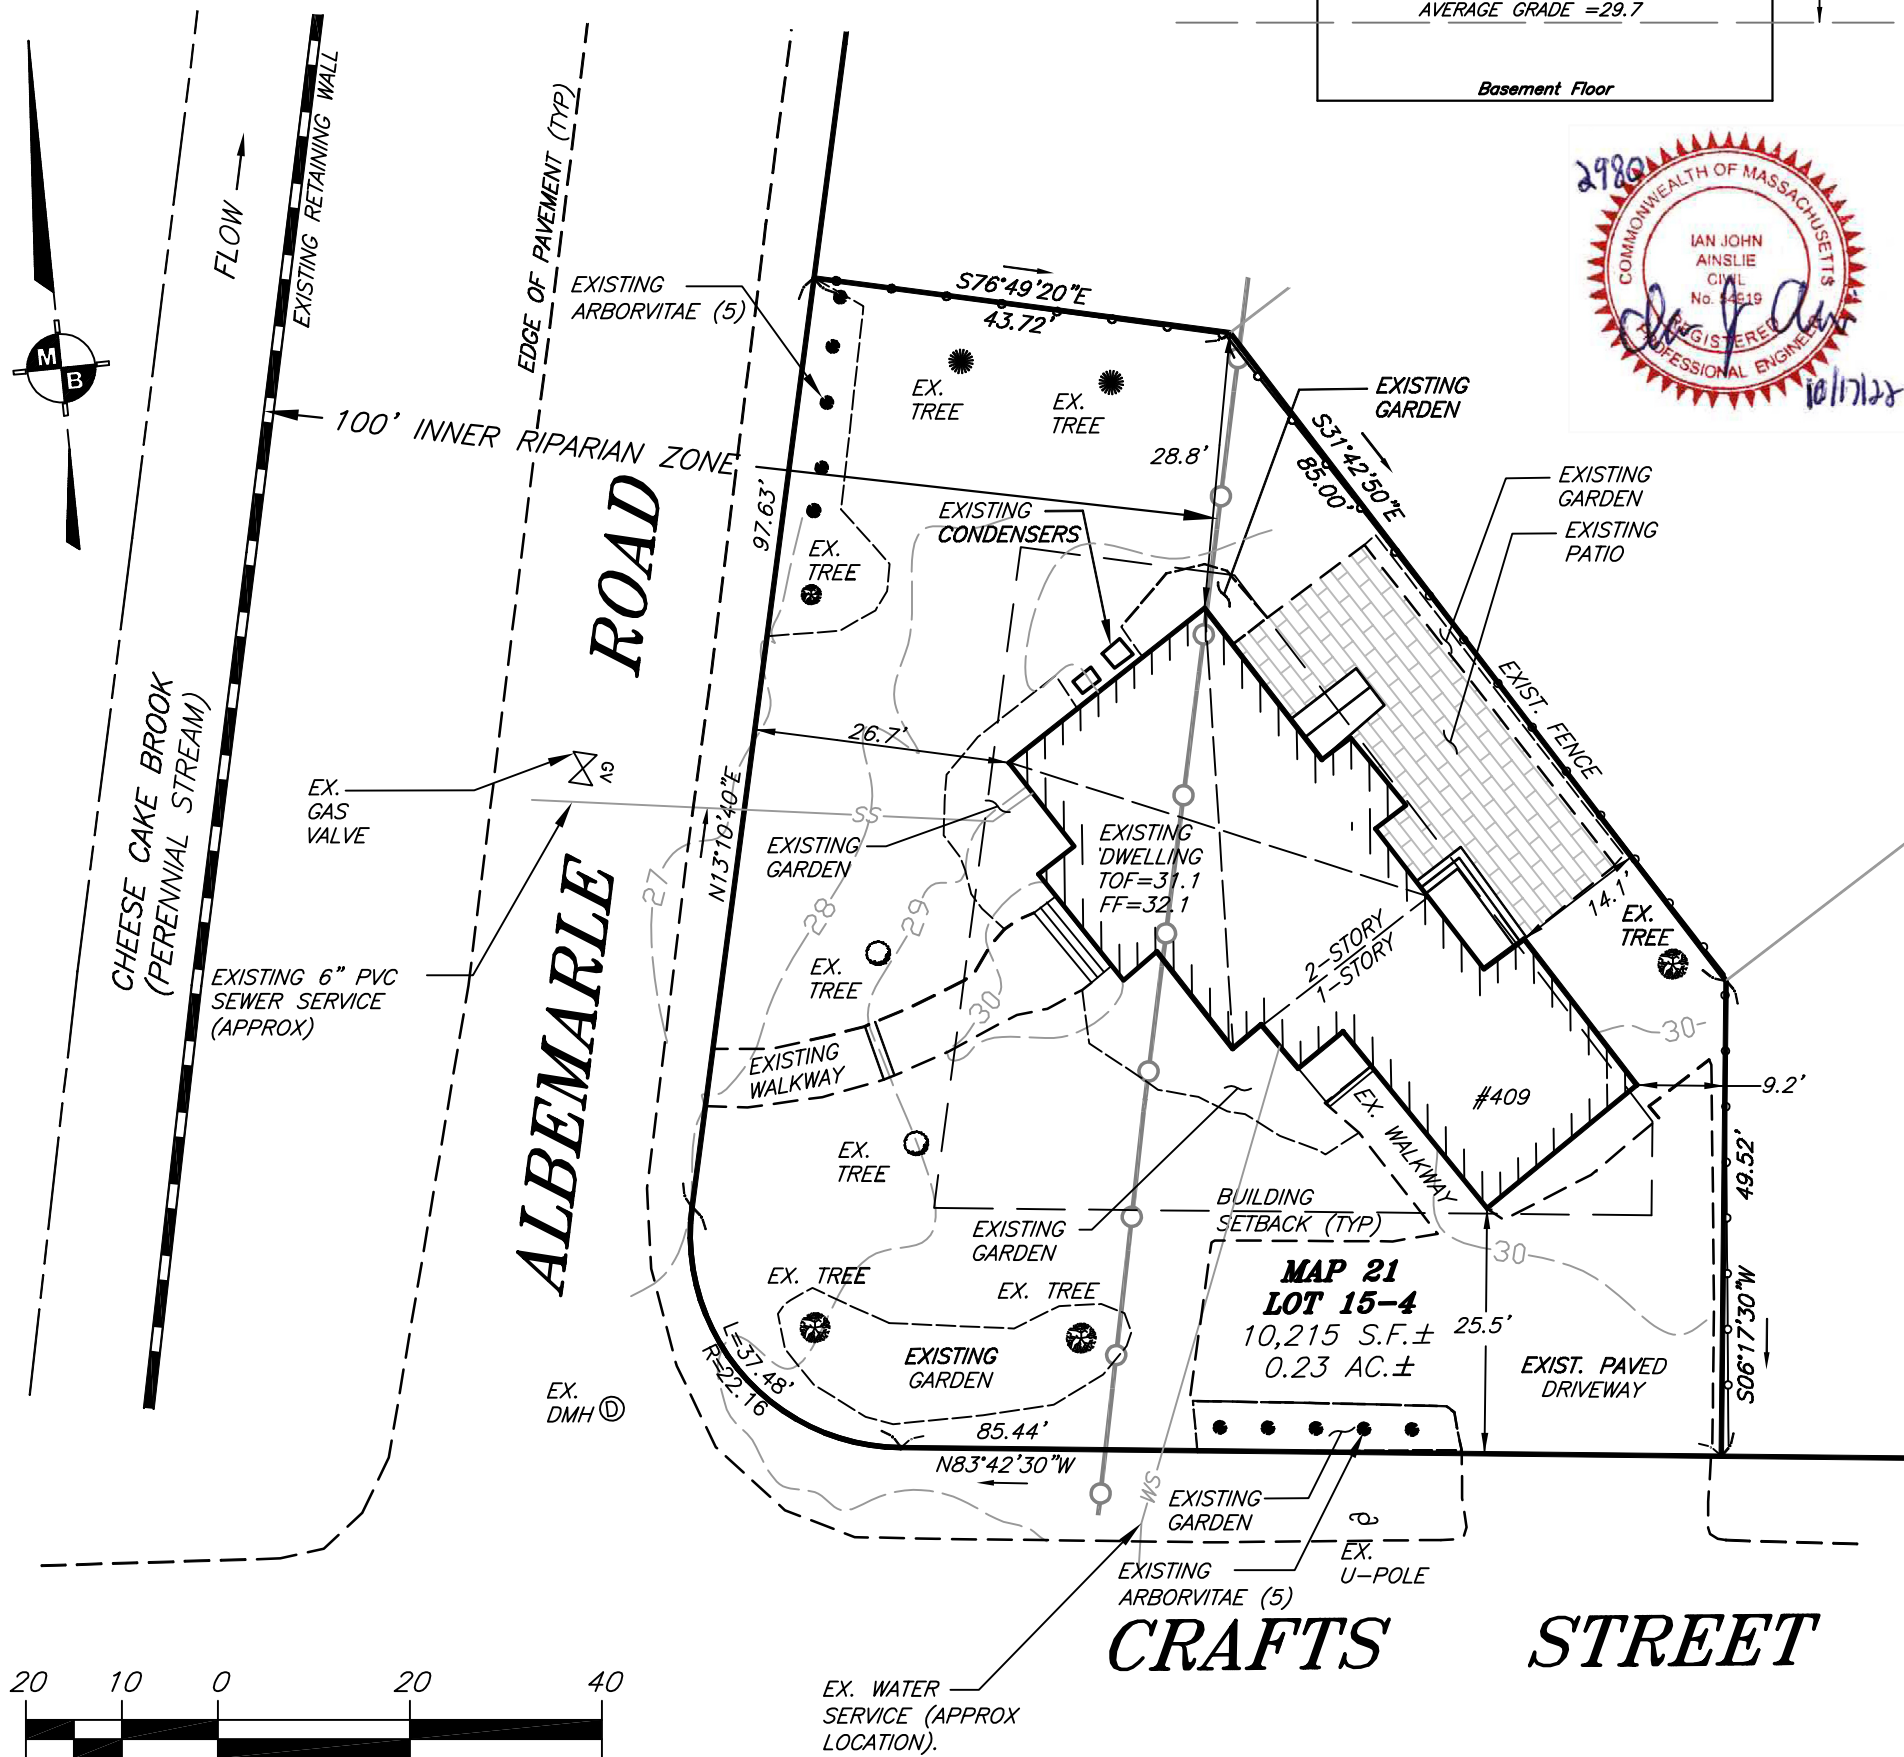 AVERAGE GRADE =29.7
Basement Floor
2980
COMMONWEALTH OF MASSACHUSETTS
IAN JOHN
AINSLIE
CIVIL
No. 54919
REGISTERED
PROFESSIONAL ENGINEER
10/17/22
FLOW
EXISTING RETAINING WALL
EDGE OF PAVEMENT (TYP)
EXISTING
ARBORVITAE (5)
S76°49'20"E
43.72'
M
B
EX.
TREE
EX.
TREE
EXISTING
GARDEN
28.8'
S31°42'50"E
85.00'
100' INNER RIPARIAN ZONE
EXISTING
GARDEN
EXISTING
PATIO
97.63'
EXISTING
CONDENSERS
EX.
TREE
ROAD
EXIST. FENCE
CHEESE CAKE BROOK
(PERENNIAL STREAM)
26.7'
GV
EX.
GAS
VALVE
SS
N13°10'40"E
EXISTING
GARDEN
EXISTING
DWELLING
TOF=31.1
FF=32.1
27
28
29
14.1'
EX.
TREE
2-STORY
1-STORY
ALBEMARLE
EXISTING 6" PVC
SEWER SERVICE
(APPROX)
EX.
TREE
30
30
EXISTING
WALKWAY
9.2'
#409
EX. WALKWAY
EX.
TREE
49.52'
BUILDING
SETBACK (TYP)
EXISTING
GARDEN
30
EX. TREE
EX. TREE
MAP 21
LOT 15-4
10,215 S.F.±
0.23 AC.±
25.5'
S06°17'30"W
L=37.48'
R=22.16
EXISTING
GARDEN
EXIST. PAVED
DRIVEWAY
EX.
DMH D
85.44'
N83°42'30"W
WS
EXISTING
GARDEN
EX.
U-POLE
EXISTING
ARBORVITAE (5)
CRAFTS STREET
EX. WATER
SERVICE (APPROX
LOCATION).
20 10 0 20 40